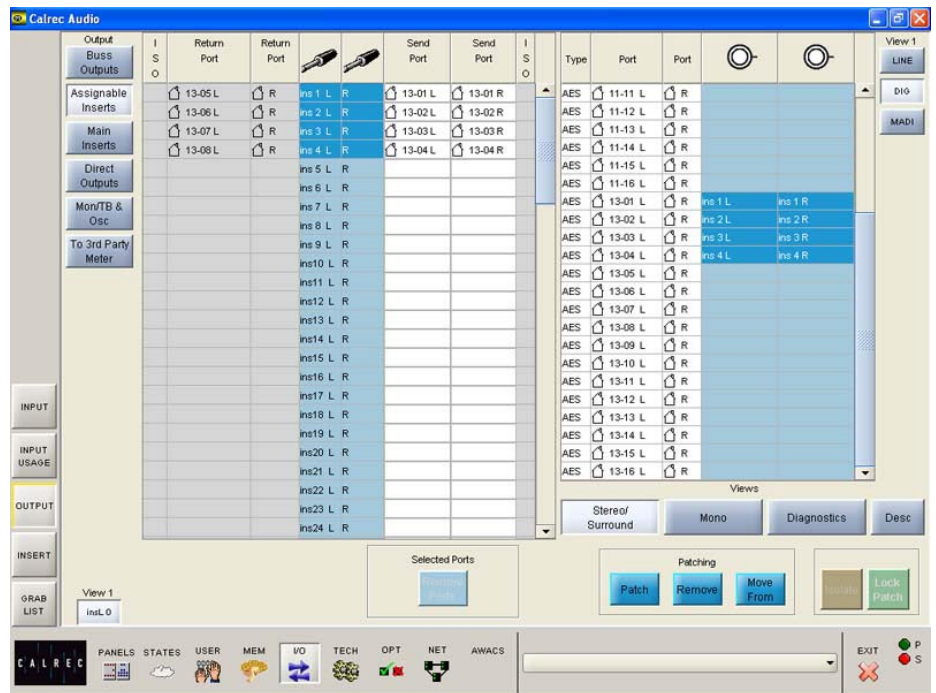 Calrec Audio
Output
Buss Outputs
Assignable Inserts
Main Inserts
Direct Outputs
Mon/TB & Osc
To 3rd Party Meter
I S O Return Port Return Port Send Port Send Port I S O
13-05 L R ins 1 L R 13-01 L 13-01 R
13-06 L R ins 2 L R 13-02 L 13-02 R
13-07 L R ins 3 L R 13-03 L 13-03 R
13-08 L R ins 4 L R 13-04 L 13-04 R
ins 5 L R
ins 6 L R
ins 7 L R
ins 8 L R
ins 9 L R
ins10 L R
ins11 L R
ins12 L R
ins13 L R
ins14 L R
ins15 L R
ins16 L R
ins17 L R
ins18 L R
ins19 L R
ins20 L R
ins21 L R
ins22 L R
ins23 L R
ins24 L R
Type Port Port
AES 11-11 L R
AES 11-12 L R
AES 11-13 L R
AES 11-14 L R
AES 11-15 L R
AES 11-16 L R
AES 13-01 L R ins 1 L ins 1 R
AES 13-02 L R ins 2 L ins 2 R
AES 13-03 L R ins 3 L ins 3 R
AES 13-04 L R ins 4 L ins 4 R
AES 13-05 L R
AES 13-06 L R
AES 13-07 L R
AES 13-08 L R
AES 13-09 L R
AES 13-10 L R
AES 13-11 L R
AES 13-12 L R
AES 13-13 L R
AES 13-14 L R
AES 13-15 L R
AES 13-16 L R
View 1
LINE
DIG
MADI
Views
Stereo/ Surround
Mono
Diagnostics
Desc
INPUT
INPUT USAGE
OUTPUT
INSERT
GRAB LIST
View 1
insL 0
Selected Ports
Remove Ports
Patching
Patch
Remove
Move From
Isolate
Lock Patch
CALREC
PANELS STATES USER MEM I/O TECH OPT NET AWACS
EXIT
P
S